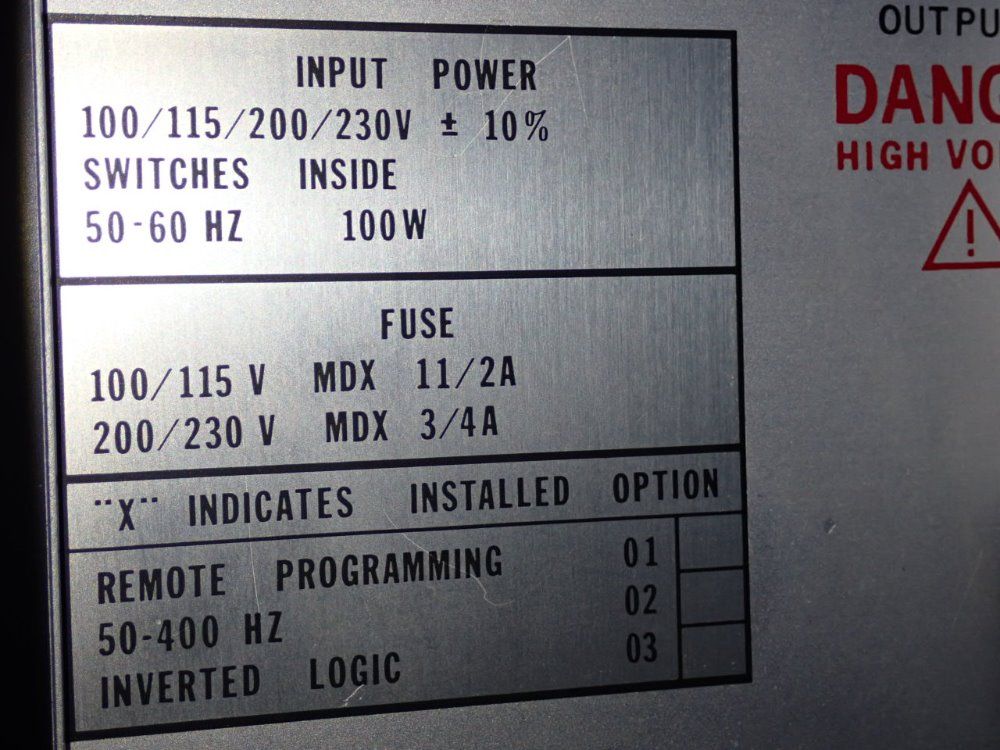 INPUT POWER
100/115/200/230V ± 10%
SWITCHES INSIDE
50-60 HZ 100W
FUSE
100/115 V MDX 11/2A
200/230 V MDX 3/4A
"X" INDICATES INSTALLED OPTION
REMOTE PROGRAMMING 01
50-400 HZ 02
INVERTED LOGIC 03
OUTPU
DANG
HIGH VO